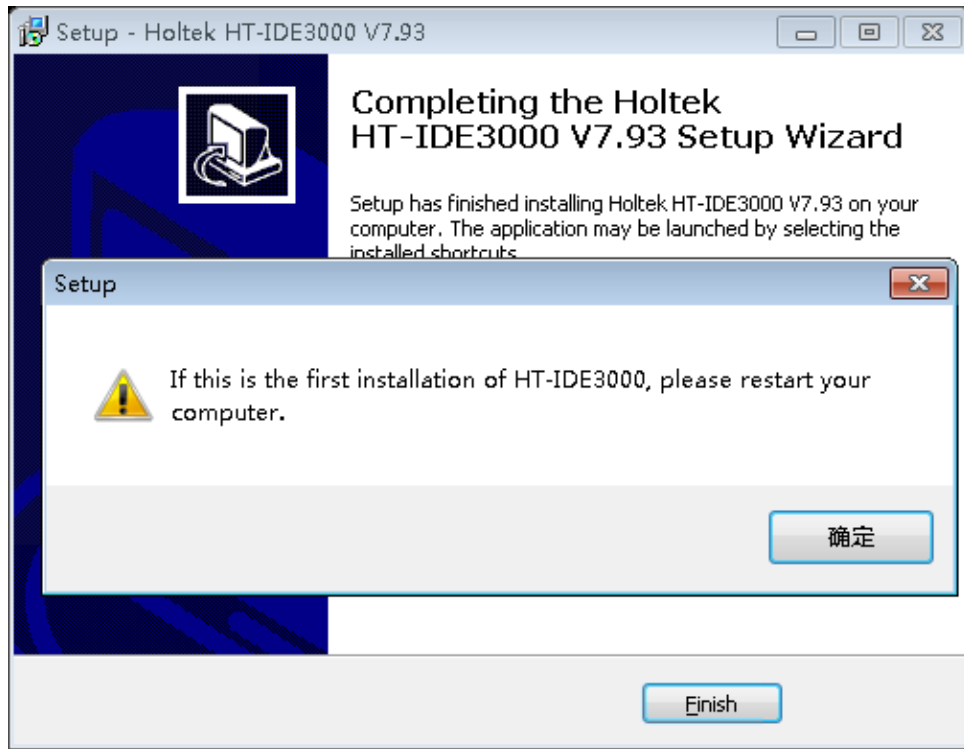 Setup - Holtek HT-IDE3000 V7.93
Completing the Holtek
HT-IDE3000 V7.93 Setup Wizard
Setup has finished installing Holtek HT-IDE3000 V7.93 on your
computer. The application may be launched by selecting the
installed shortcuts.
Setup
If this is the first installation of HT-IDE3000, please restart your
computer.
确定
Finish